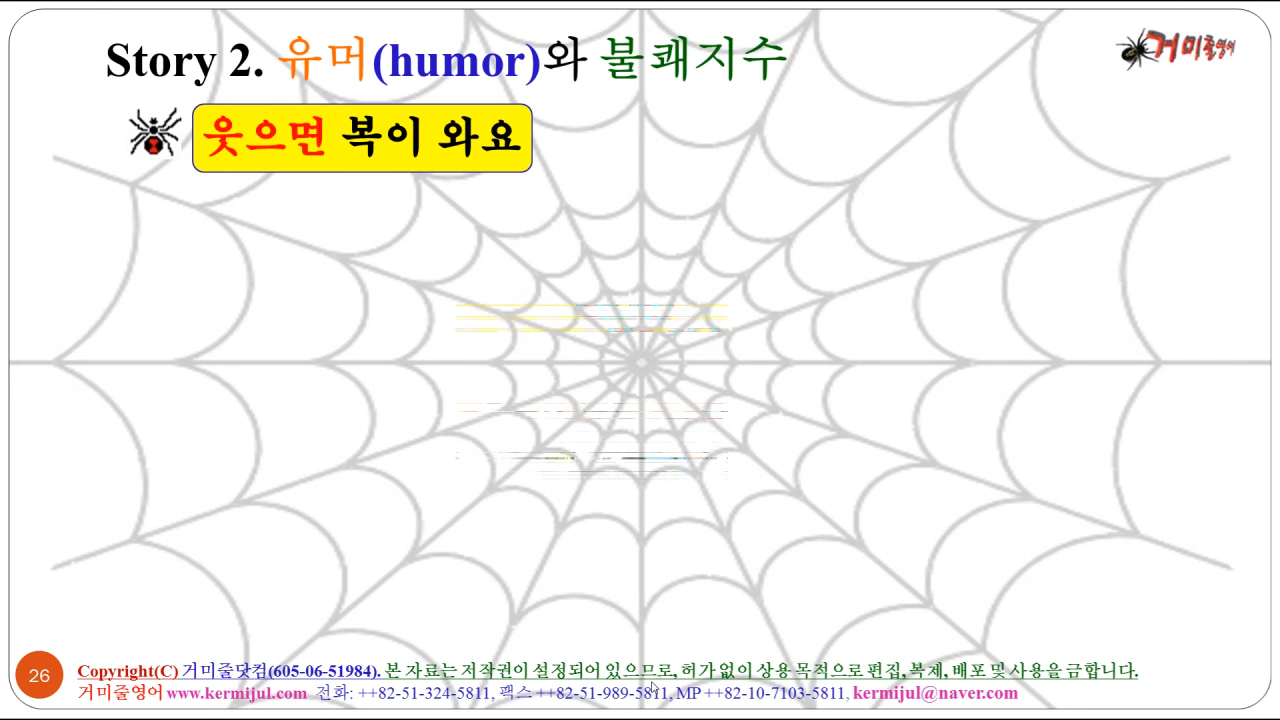 Story 2. 유머(humor)와 불쾌지수
거미줄영어
웃으면 복이 와요
26
Copyright(C) 거미줄닷컴(605-06-51984). 본 자료는 저작권이 설정되어 있으므로, 허가 없이 상용 목적으로 편집, 복제, 배포 및 사용을 금합니다.
거미줄영어 www.kermijul.com 전화: ++82-51-324-5811, 팩스 ++82-51-989-5811, MP ++82-10-7103-5811, kermijul@naver.com